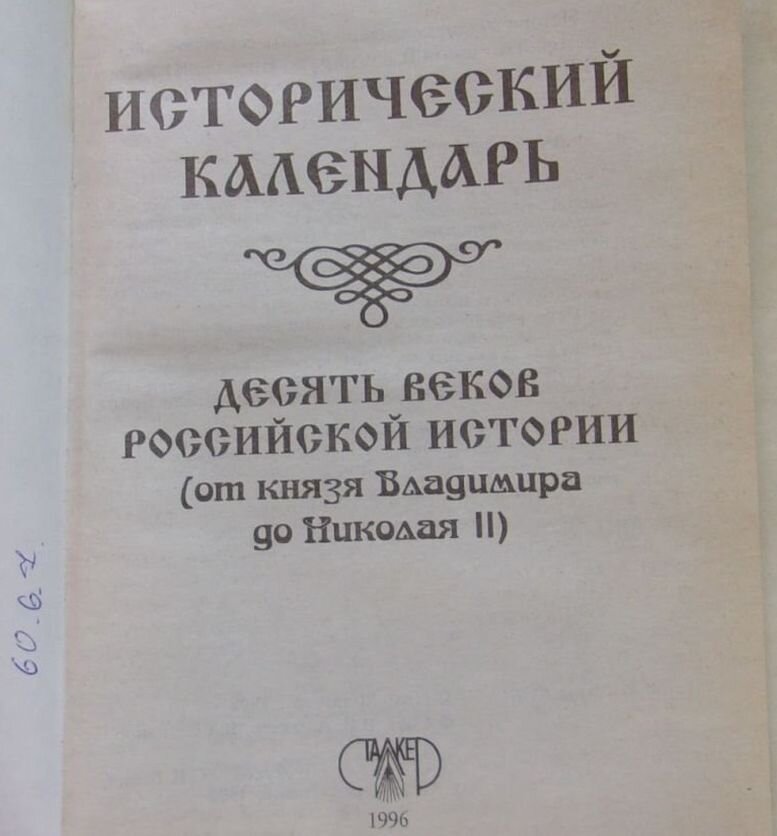 ИСТОРИЧЕСКИЙ
КАЛЕНДАРЬ
ДЕСЯТЬ ВЕКОВ
РОССИЙСКОЙ ИСТОРИИ
(от князя Владимира
до Николая II)
СТАЛКЕР
1996